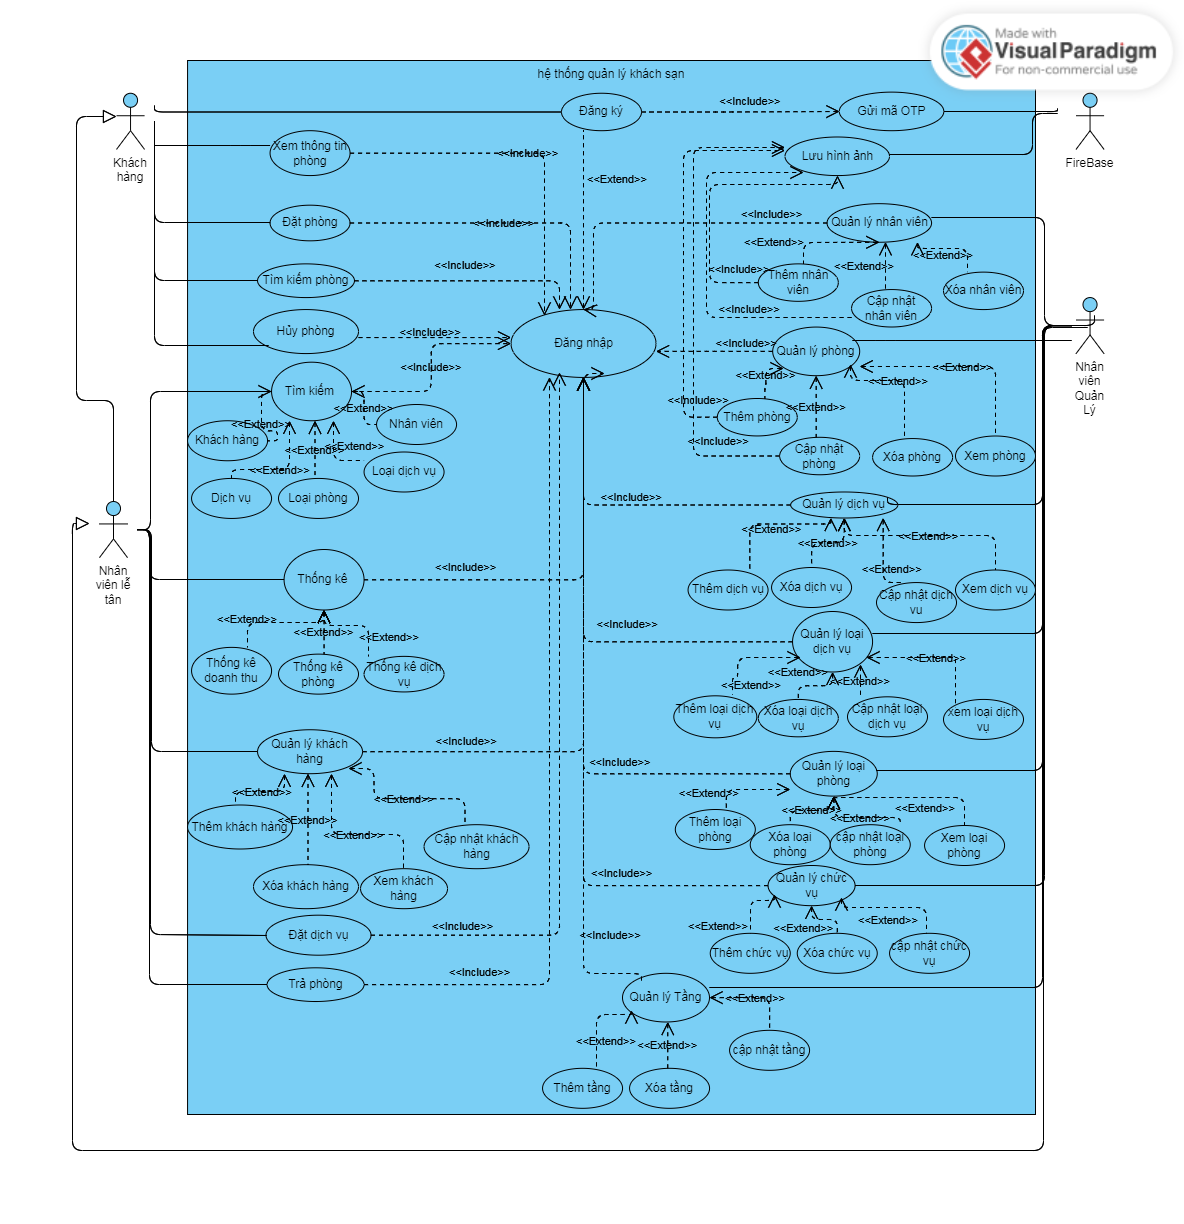 Made with
VisualParadigm
For non-commercial use
hệ thống quản lý khách sạn
Khách
hàng
Đăng ký
<<Include>>
Gửi mã OTP
FireBase
Xem thông tin
phòng
<<Include>>
<<Extend>>
Lưu hình ảnh
Đặt phòng
<<Include>>
<<Include>>
Quản lý nhân viên
<<Extend>>
<<Extend>>
<<Extend>>
<<Include>>
Thêm nhân
viên
Cập nhật
nhân viên
Xóa nhân viên
<<Include>>
Tìm kiếm phòng
<<Include>>
Hủy phòng
<<Include>>
Đăng nhập
<<Include>>
Quản lý phòng
Nhân
viên
Quản
Lý
<<Extend>>
<<Extend>>
<<Extend>>
<<Extend>>
<<Include>>
Thêm phòng
Cập nhật
phòng
Xóa phòng
Xem phòng
Tìm kiếm
<<Include>>
<<Extend>>
Nhân viên
<<Extend>>
Khách hàng
<<Extend>>
<<Extend>>
Loại dịch vụ
<<Extend>>
Dịch vụ
Loại phòng
<<Include>>
Quản lý dịch vụ
<<Extend>>
<<Extend>>
<<Extend>>
<<Extend>>
Thêm dịch vụ
Xóa dịch vụ
Cập nhật dịch
vu
Xem dịch vụ
Nhân
viên lễ
tân
Thống kê
<<Include>>
<<Extend>>
<<Extend>>
<<Extend>>
Thống kê
doanh thu
Thống kê
phòng
Thống kê dịch
vụ
<<Include>>
Quản lý loại
dịch vụ
<<Extend>>
<<Extend>>
<<Extend>>
<<Extend>>
Thêm loại dịch
vụ
Xóa loại dịch
vụ
Cập nhật loại
dịch vụ
xem loại dịch
vụ
Quản lý khách
hàng
<<Include>>
<<Extend>>
<<Extend>>
<<Extend>>
<<Extend>>
Thêm khách hàng
Cập nhật khách
hàng
Xóa khách hàng
Xem khách
hàng
<<Include>>
Quản lý loại
phòng
<<Extend>>
<<Extend>>
<<Extend>>
<<Extend>>
Thêm loại
phòng
Xóa loại
phòng
cập nhật loại
phòng
Xem loại
phòng
<<Include>>
Quản lý chức
vụ
<<Extend>>
<<Extend>>
<<Extend>>
Thêm chức vụ
Xóa chức vụ
cập nhật chức
vụ
Đặt dịch vụ
<<Include>>
<<Include>>
Trả phòng
<<Include>>
Quản lý Tầng
<<Extend>>
<<Extend>>
<<Extend>>
cập nhật tầng
Thêm tầng
Xóa tầng